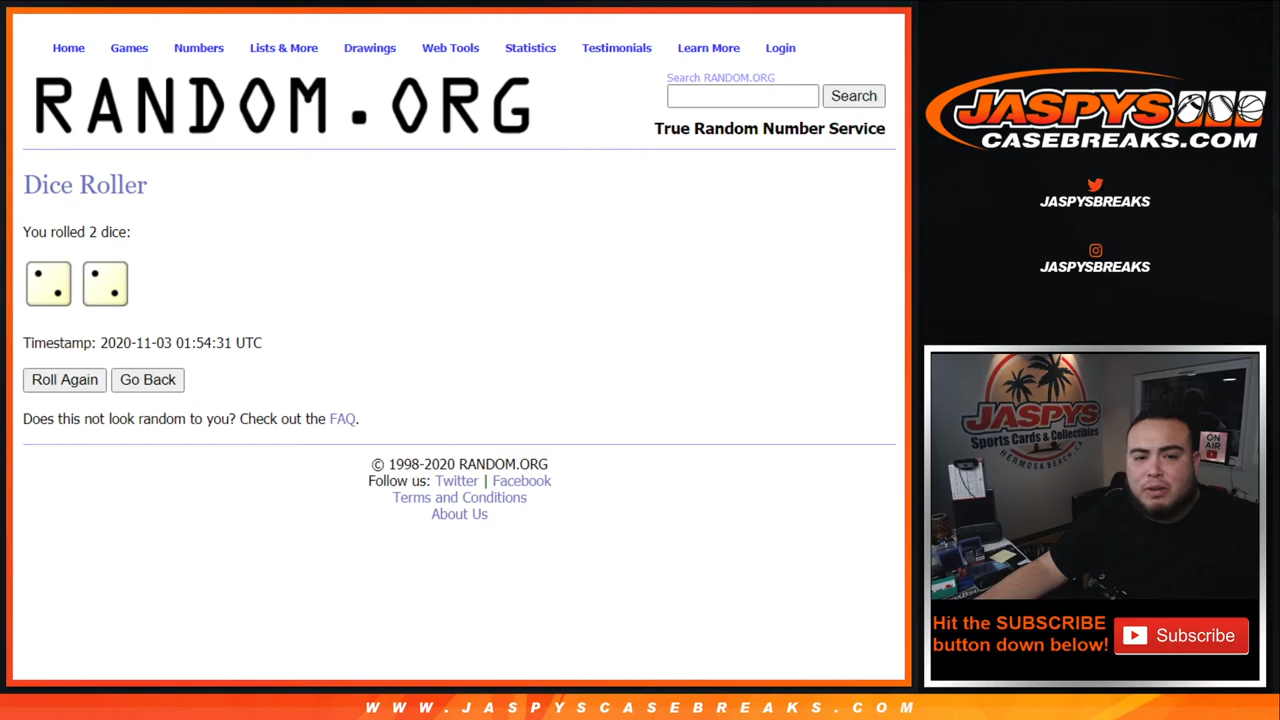 Home Games Numbers Lists & More Drawings Web Tools Statistics Testimonials Learn More Login
RANDOM.ORG
Search RANDOM.ORG
Search
True Random Number Service
Dice Roller
You rolled 2 dice:
Timestamp: 2020-11-03 01:54:31 UTC
Roll Again Go Back
Does this not look random to you? Check out the FAQ.
© 1998-2020 RANDOM.ORG
Follow us: Twitter | Facebook
Terms and Conditions
About Us
JASPYS
CASEBREAKS.COM
JASPYSBREAKS
JASPYSBREAKS
JASPYS
Sports Cards & Collectibles
HERMOSA BEACH, CA
ON
AIR
Hit the SUBSCRIBE
button down below!
Subscribe
WWW.JASPYSCASEBREAKS.COM